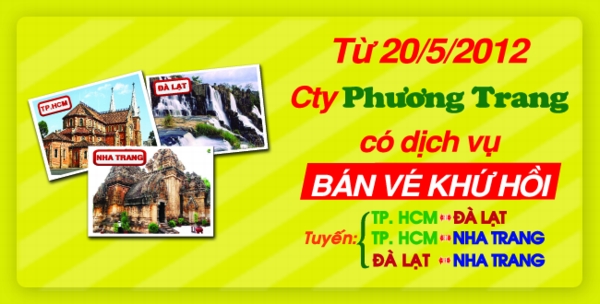 TP.HCM
ĐÀ LẠT
NHA TRANG
Từ 20/5/2012
Cty Phương Trang
có dịch vụ
BÁN VÉ KHỨ HỒI
Tuyến:
TP. HCM ĐÀ LẠT
TP. HCM NHA TRANG
ĐÀ LẠT NHA TRANG